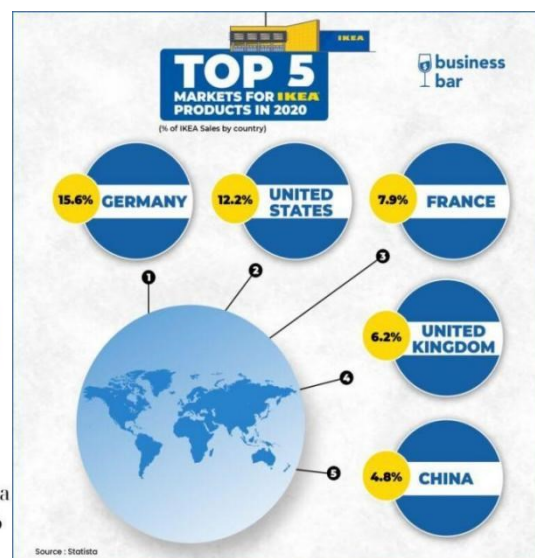 IKEA
TOP 5
MARKETS FOR IKEA
PRODUCTS IN 2020
(% of IKEA Sales by country)
business
bar
15.6% GERMANY
12.2% UNITED
STATES
7.9% FRANCE
1
2
3
6.2% UNITED
KINGDOM
4
5
4.8% CHINA
a
Source : Statista